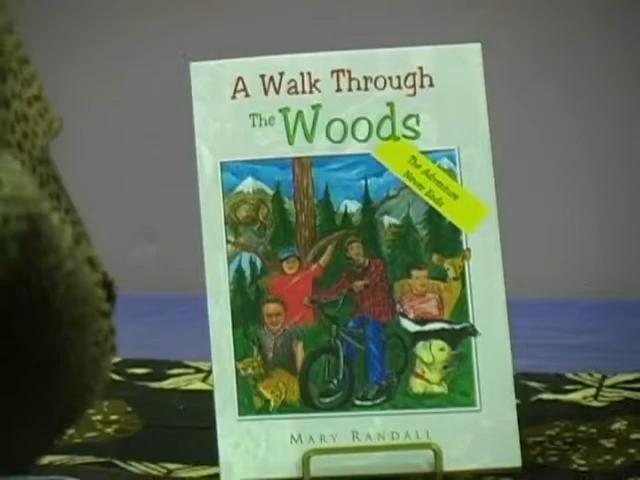 A Walk Through
The Woods
The Adventure
Never Ends
MARY RANDALL